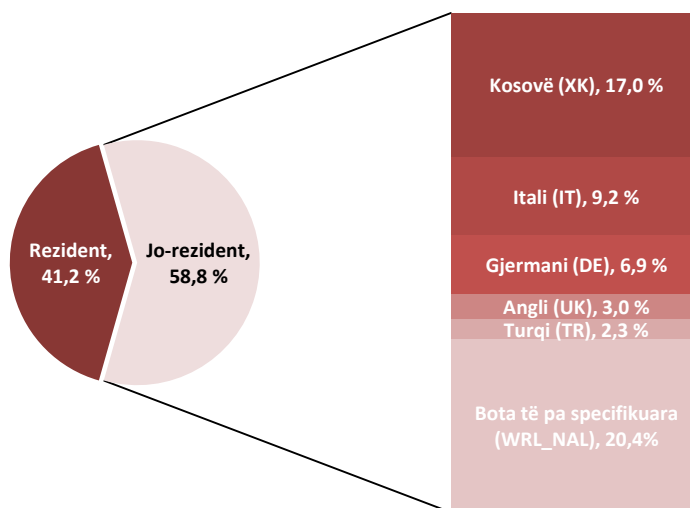 Rezident,
41,2 %
Jo-rezident,
58,8 %
Kosovë (XK), 17,0 %
Itali (IT), 9,2 %
Gjermani (DE), 6,9 %
Angli (UK), 3,0 %
Turqi (TR), 2,3 %
Bota të pa specifikuara
(WRL_NAL), 20,4%